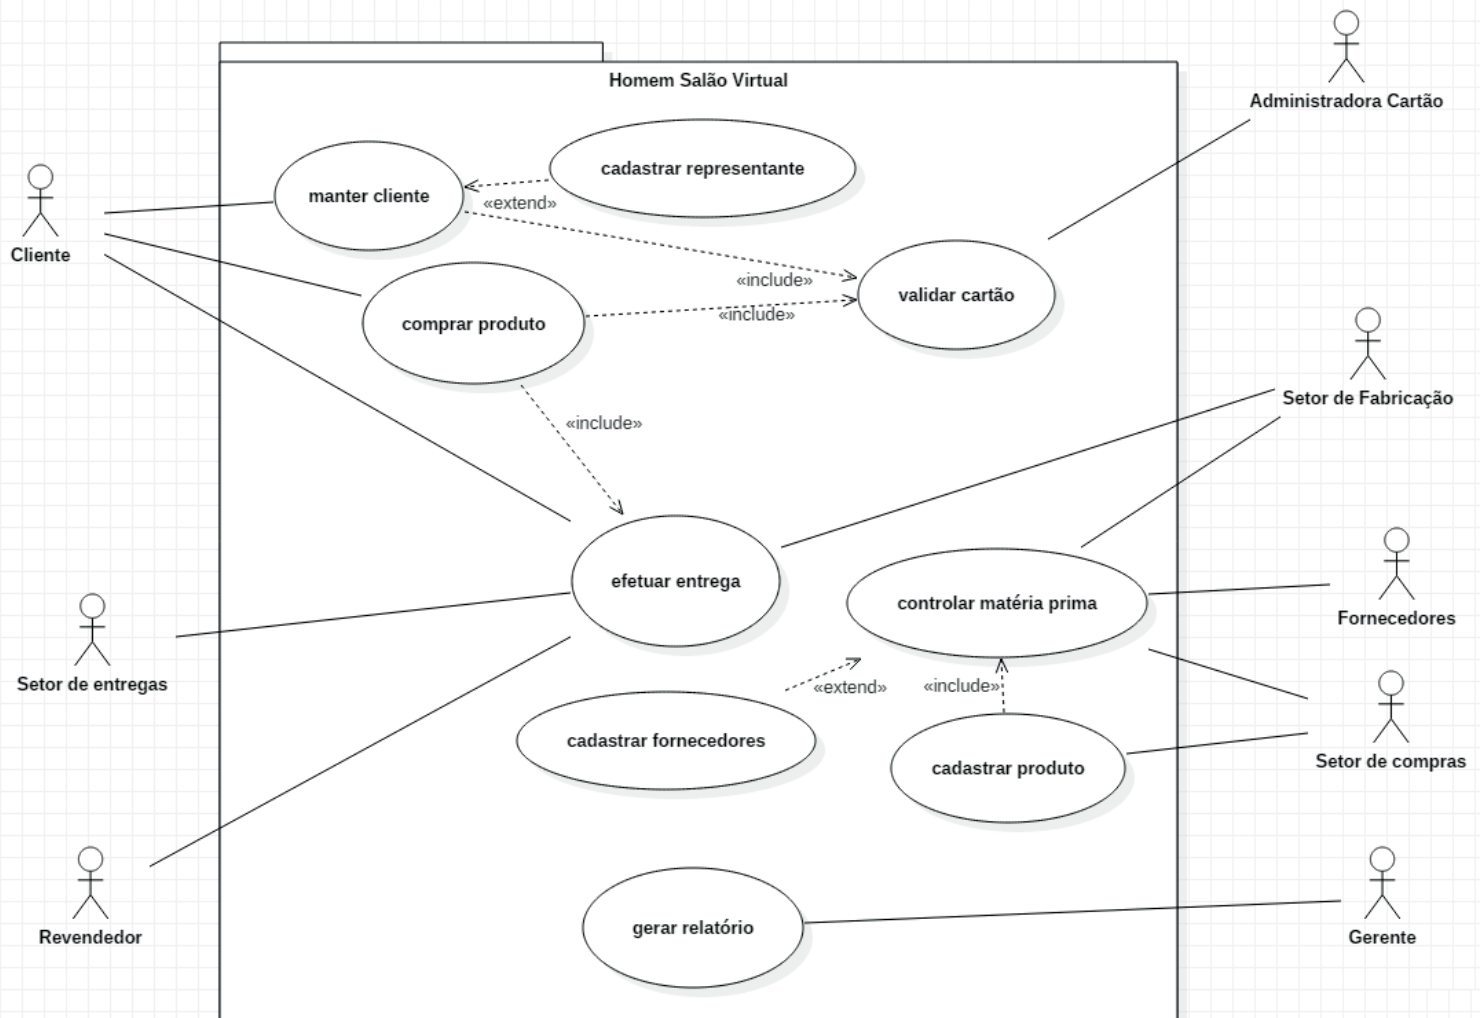 Administradora Cartão
Homem Salão Virtual
cadastrar representante
manter cliente
«extend»
Cliente
«include»
validar cartão
«include»
comprar produto
Setor de Fabricação
«include»
efetuar entrega
controlar matéria prima
Fornecedores
Setor de entregas
«extend»
«include»
cadastrar fornecedores
cadastrar produto
Setor de compras
gerar relatório
Revendedor
Gerente